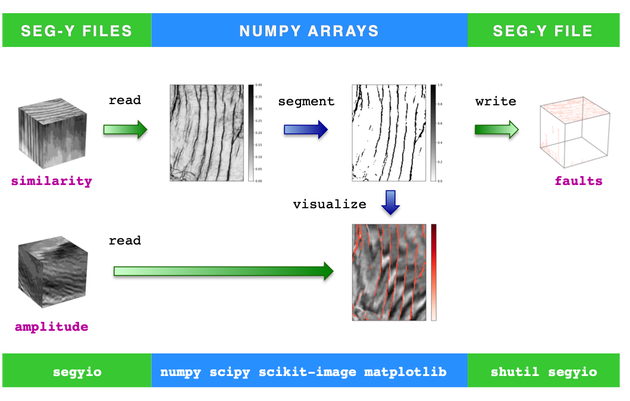 SEG-Y FILES NUMPY ARRAYS SEG-Y FILE
read segment write
similarity faults
visualize
read
amplitude
segyio numpy scipy scikit-image matplotlib shutil segyio